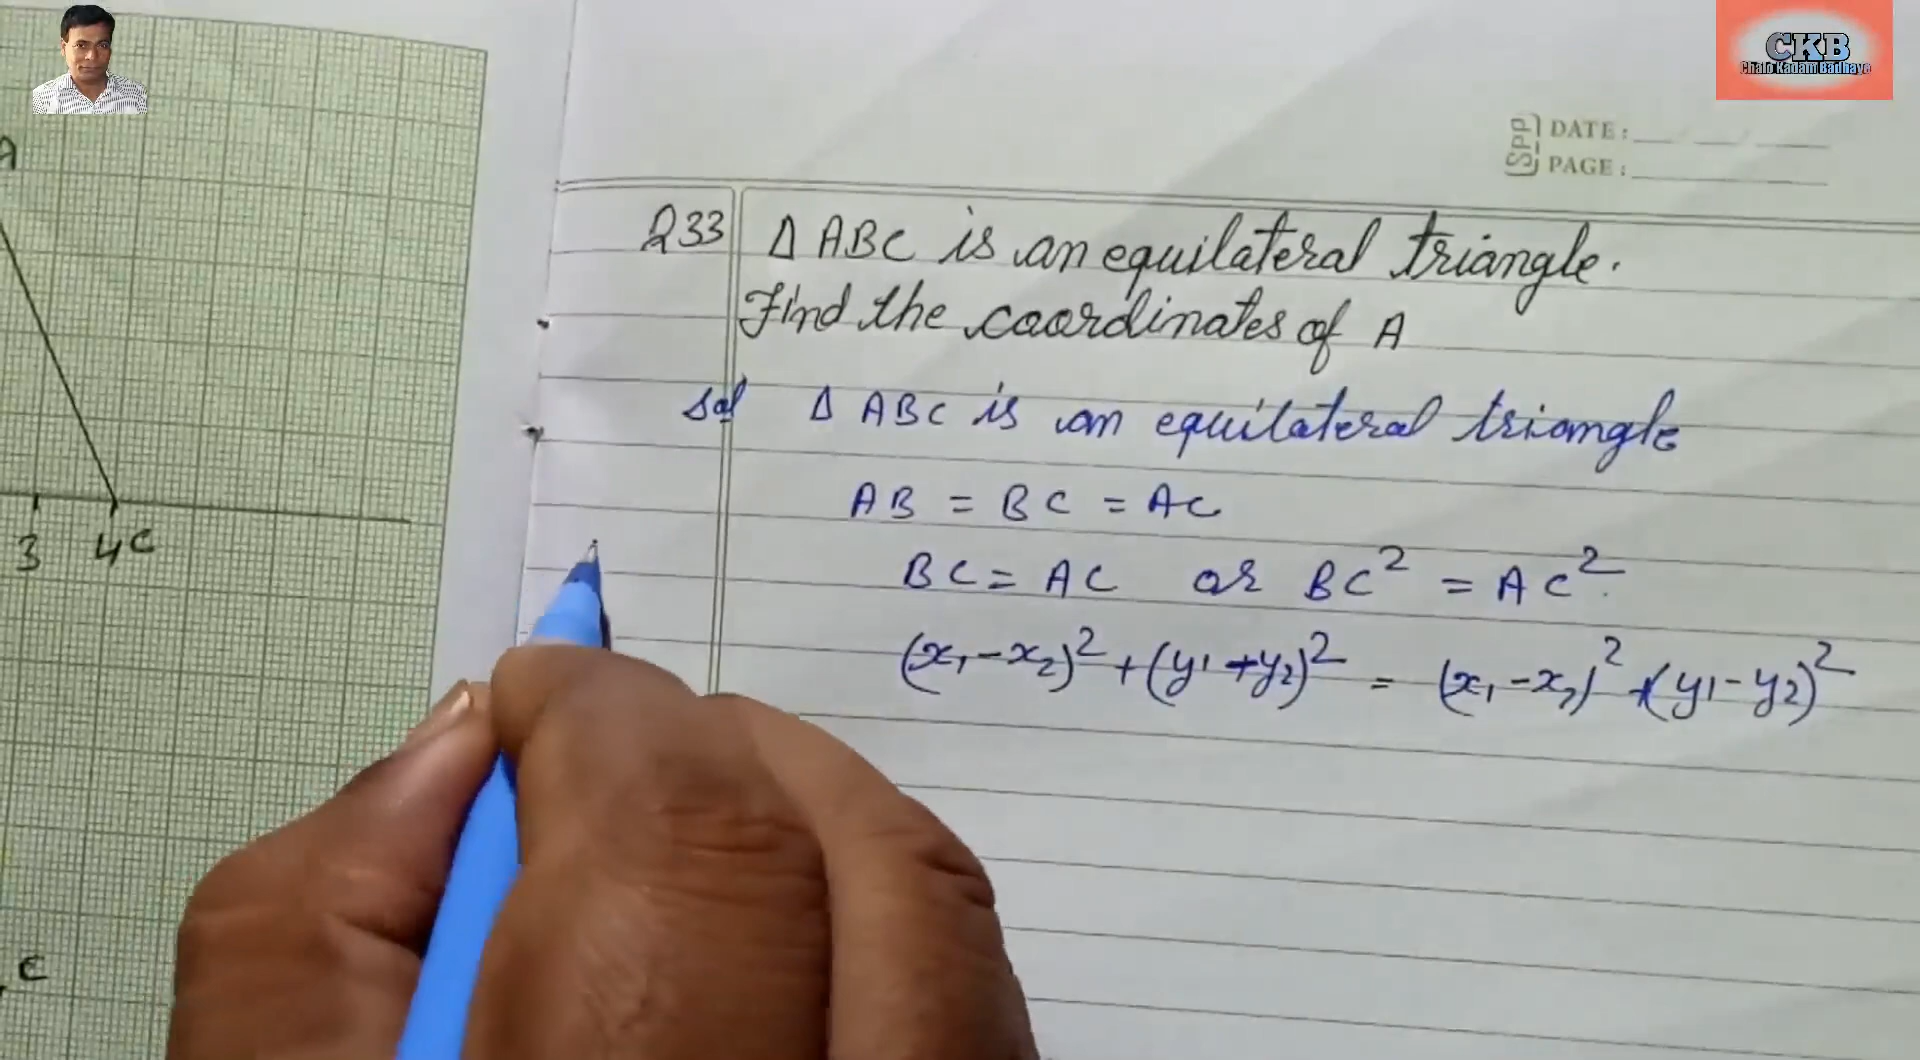 CKB
Chalo Kadam Badhaye
SPP
DATE:
PAGE:
A
3
4 C
C
Q33 Δ ABC is an equilateral triangle.
Find the coordinates of A
Sol Δ ABC is an equilateral triangle
AB = BC = AC
BC = AC or BC² = AC²
(x₁-x₂)² + (y₁+y₂)² = (x₁-x₂)² + (y₁-y₂)²